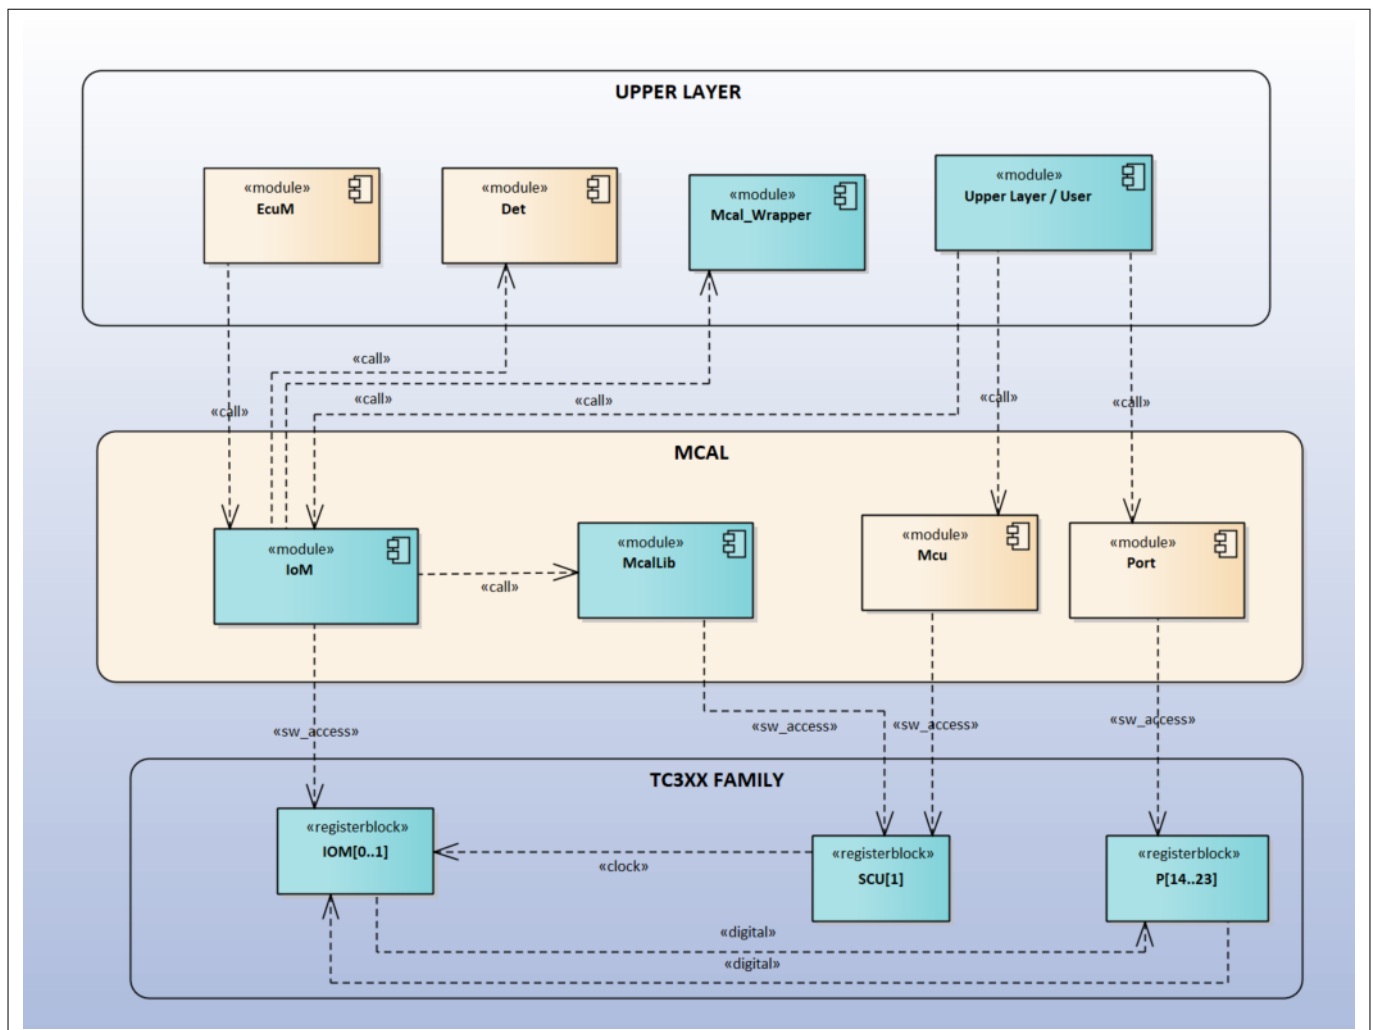 UPPER LAYER
«module»
EcuM
«module»
Det
«module»
Mcal_Wrapper
«module»
Upper Layer / User
«call»
«call»
«call»
«call»
«call»
«call»
MCAL
«module»
IoM
«call»
«module»
McalLib
«module»
Mcu
«module»
Port
«sw_access»
«sw_access»
«sw_access»
«sw_access»
TC3XX FAMILY
«registerblock»
IOM[0..1]
«clock»
«registerblock»
SCU[1]
«registerblock»
P[14..23]
«digital»
«digital»